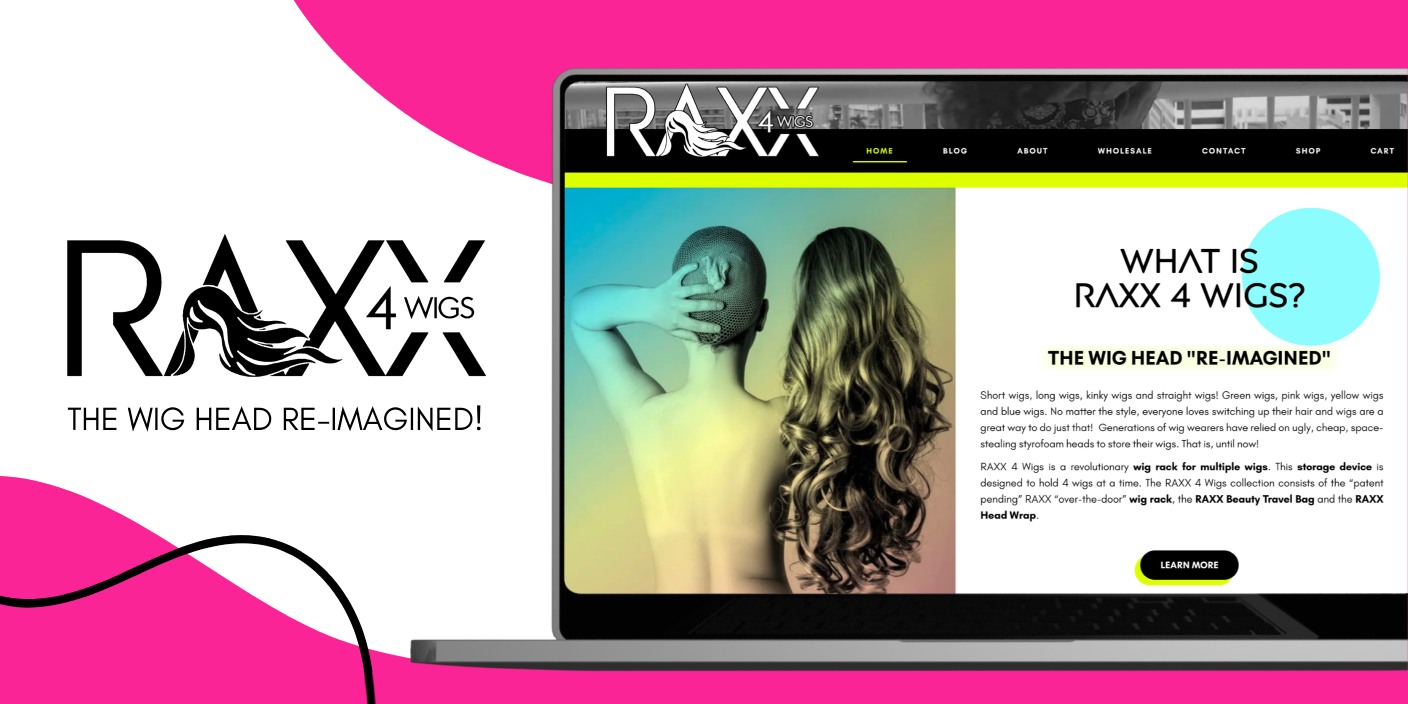 RAXX
4 WIGS
THE WIG HEAD RE-IMAGINED!
RAXX
4 WIGS
HOME BLOG ABOUT WHOLESALE CONTACT SHOP CART
WHAT IS
RAXX 4 WIGS?
THE WIG HEAD "RE-IMAGINED"
Short wigs, long wigs, kinky wigs and straight wigs! Green wigs, pink wigs, yellow wigs
and blue wigs. No matter the style, everyone loves switching up their hair and wigs are a
great way to do just that! Generations of wig wearers have relied on ugly, cheap, space-
stealing styrofoam heads to store their wigs. That is, until now!
RAXX 4 Wigs is a revolutionary wig rack for multiple wigs. This storage device is
designed to hold 4 wigs at a time. The RAXX 4 Wigs collection consists of the “patent
pending” RAXX “over-the-door” wig rack, the RAXX Beauty Travel Bag and the RAXX
Head Wrap.
LEARN MORE